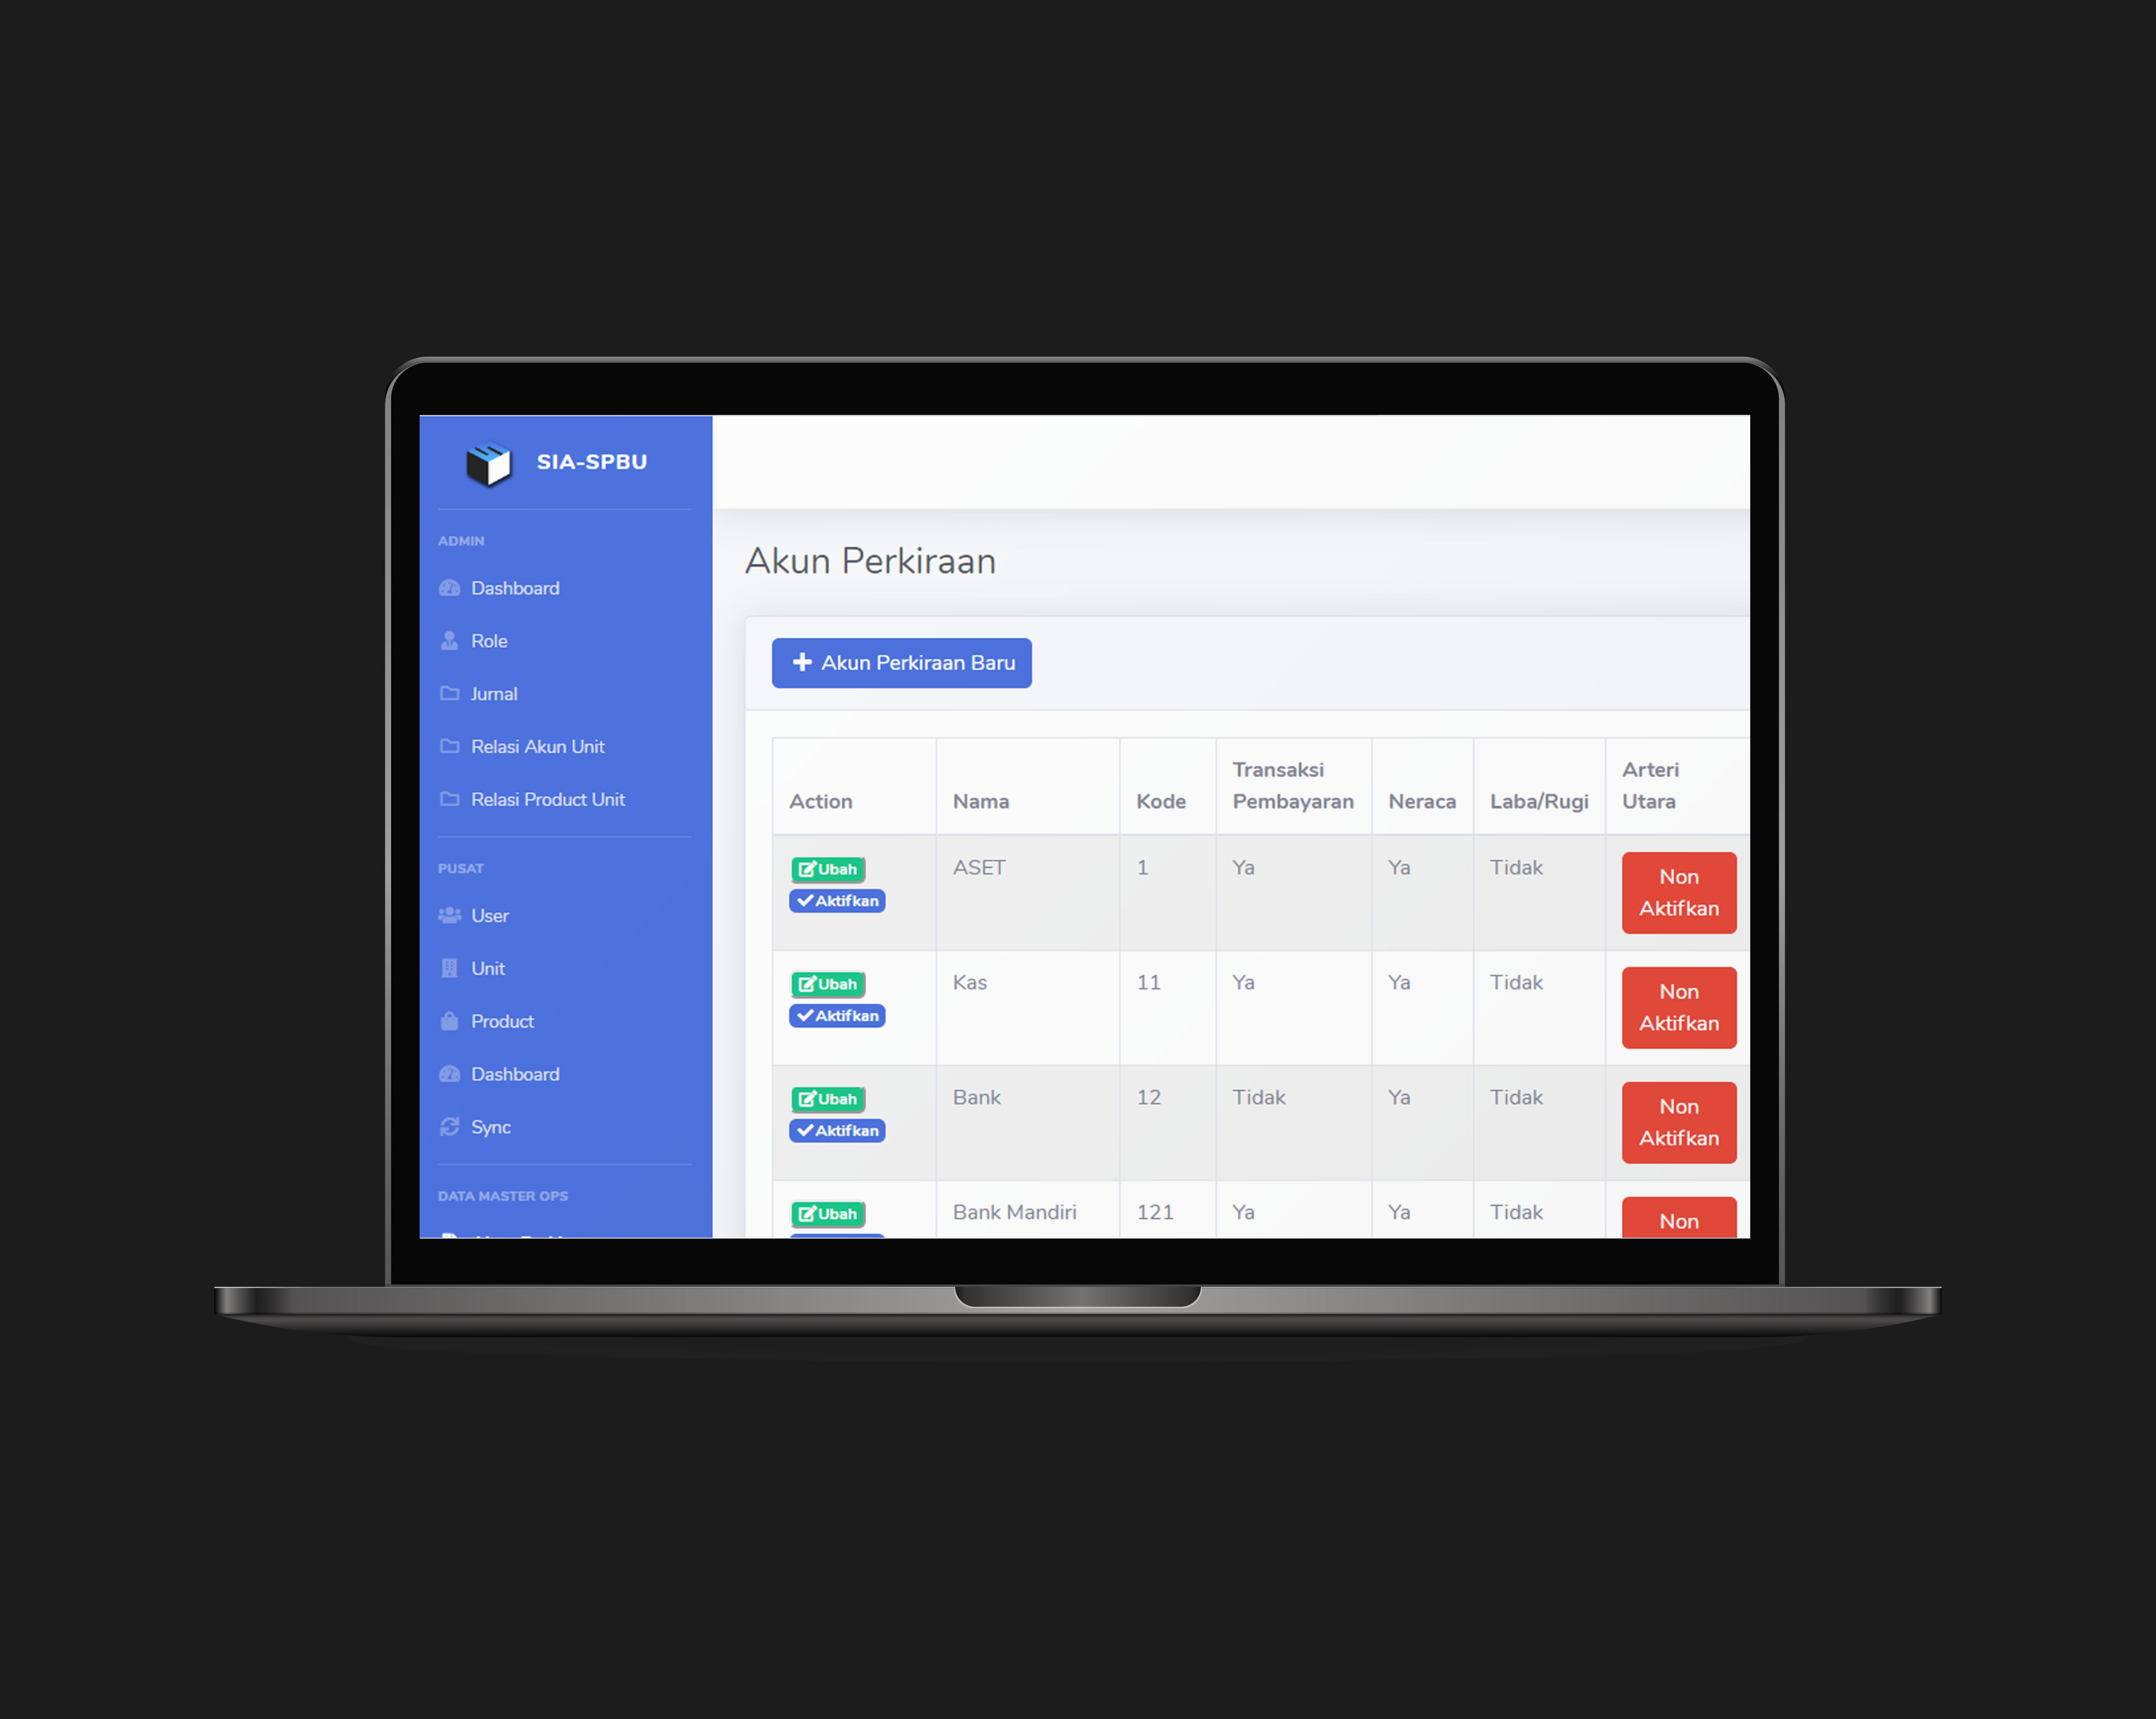 SIA-SPBU
ADMIN
Dashboard
Role
Jurnal
Relasi Akun Unit
Relasi Product Unit
PUSAT
User
Unit
Product
Dashboard
Sync
DATA MASTER OPS
Akun Perkiraan
Akun Perkiraan Baru
Action Nama Kode Transaksi Pembayaran Neraca Laba/Rugi Arteri Utara
Ubah ASET 1 Ya Ya Tidak Non
Aktifkan Aktifkan
Ubah Kas 11 Ya Ya Tidak Non
Aktifkan Aktifkan
Ubah Bank 12 Tidak Ya Tidak Non
Aktifkan Aktifkan
Ubah Bank Mandiri 121 Ya Ya Tidak Non